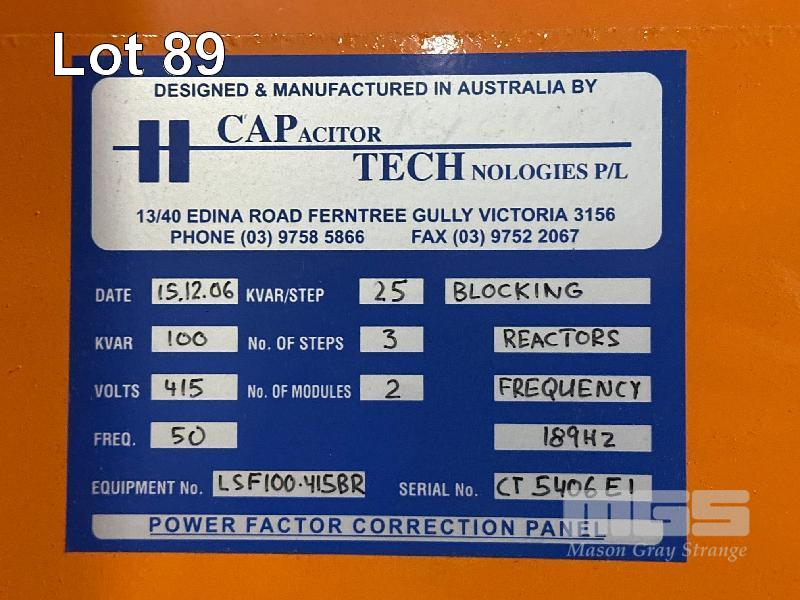 Lot 89
DESIGNED & MANUFACTURED IN AUSTRALIA BY
CAPACITOR
TECHNOLOGIES P/L
13/40 EDINA ROAD FERNTREE GULLY VICTORIA 3156
PHONE (03) 9758 5866 FAX (03) 9752 2067
DATE 15.12.06 KVAR/STEP 25 BLOCKING
KVAR 100 No. OF STEPS 3 REACTORS
VOLTS 415 No. OF MODULES 2 FREQUENCY
FREQ. 50 189HZ
EQUIPMENT No. LSF100·415BR SERIAL No. CT 5406 E1
POWER FACTOR CORRECTION PANEL
MGS
Mason Gray Strange